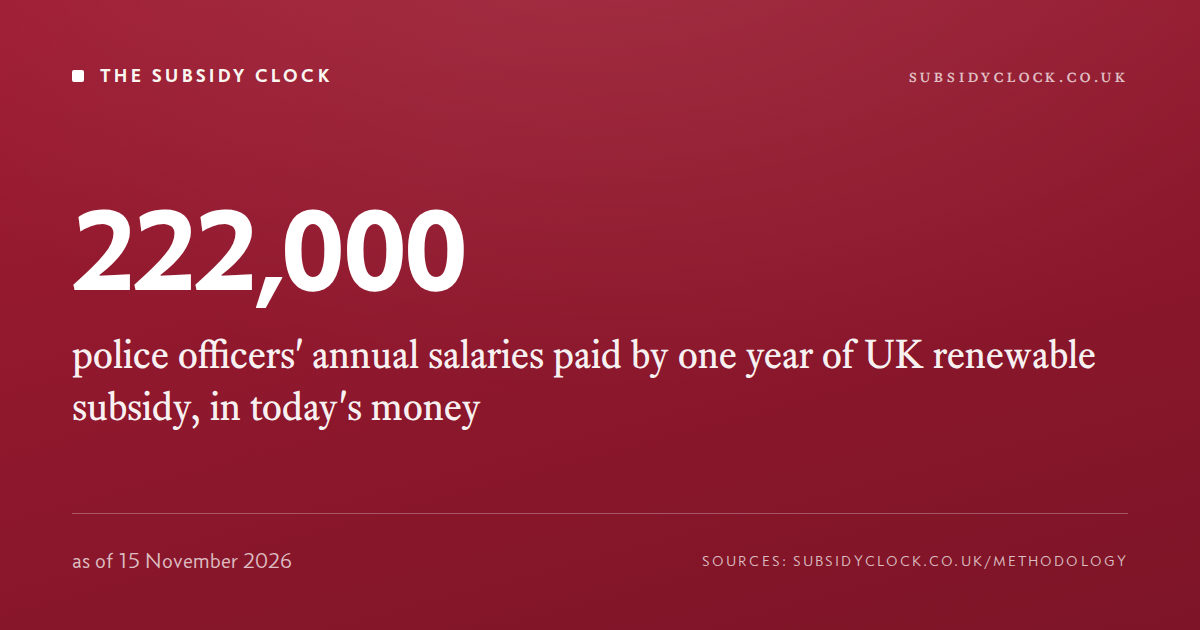 THE SUBSIDY CLOCK
SUBSIDYCLOCK.CO.UK
222,000
police officers' annual salaries paid by one year of UK renewable
subsidy, in today's money
as of 15 November 2026
SOURCES: SUBSIDYCLOCK.CO.UK/METHODOLOGY